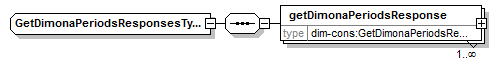 GetDimonaPeriodsResponsesTy...
getDimonaPeriodsResponse
type dim-cons:GetDimonaPeriodsRe...
1..∞